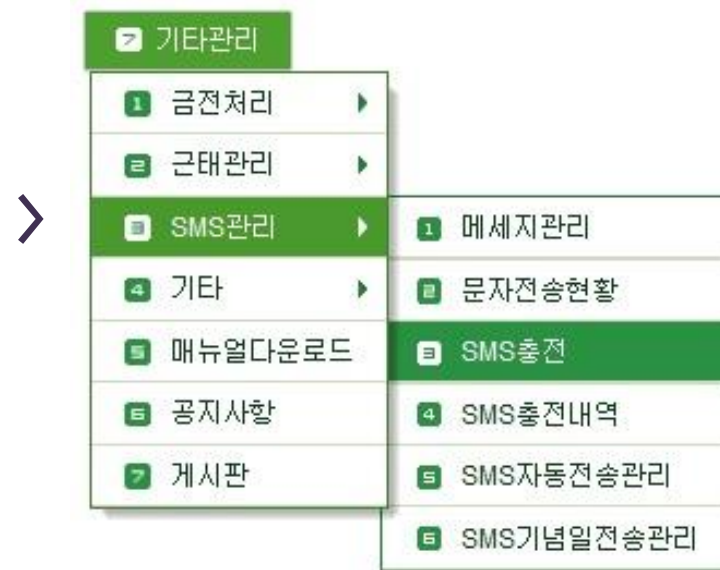 7 기타관리
1 금전처리
2 근태관리
3 SMS관리
4 기타
5 매뉴얼다운로드
6 공지사항
7 게시판
1 메세지관리
2 문자전송현황
3 SMS충전
4 SMS충전내역
5 SMS자동전송관리
6 SMS기념일전송관리